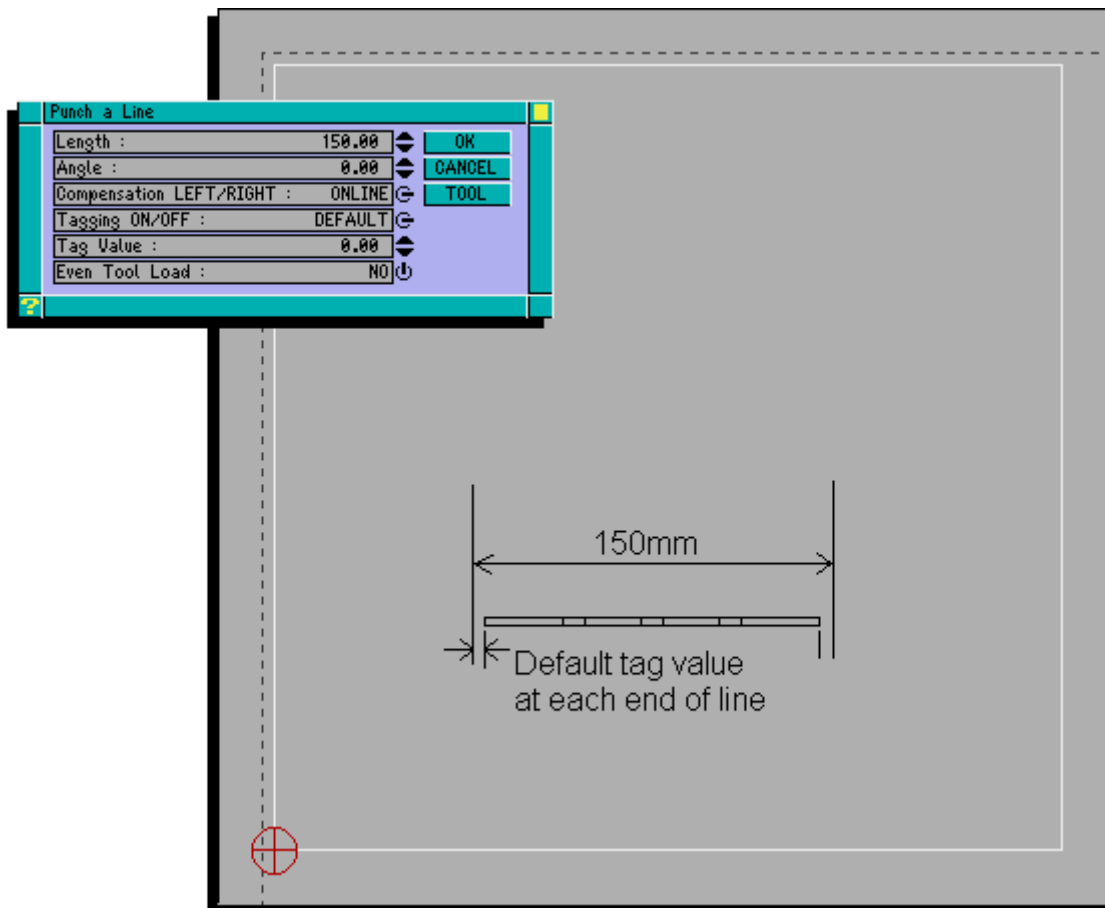 Punch a Line
Length : 150.00 OK
Angle : 0.00 CANCEL
Compensation LEFT/RIGHT : ONLINE TOOL
Tagging ON/OFF : DEFAULT
Tag Value : 0.00
Even Tool Load : NO
?
150mm
Default tag value
at each end of line